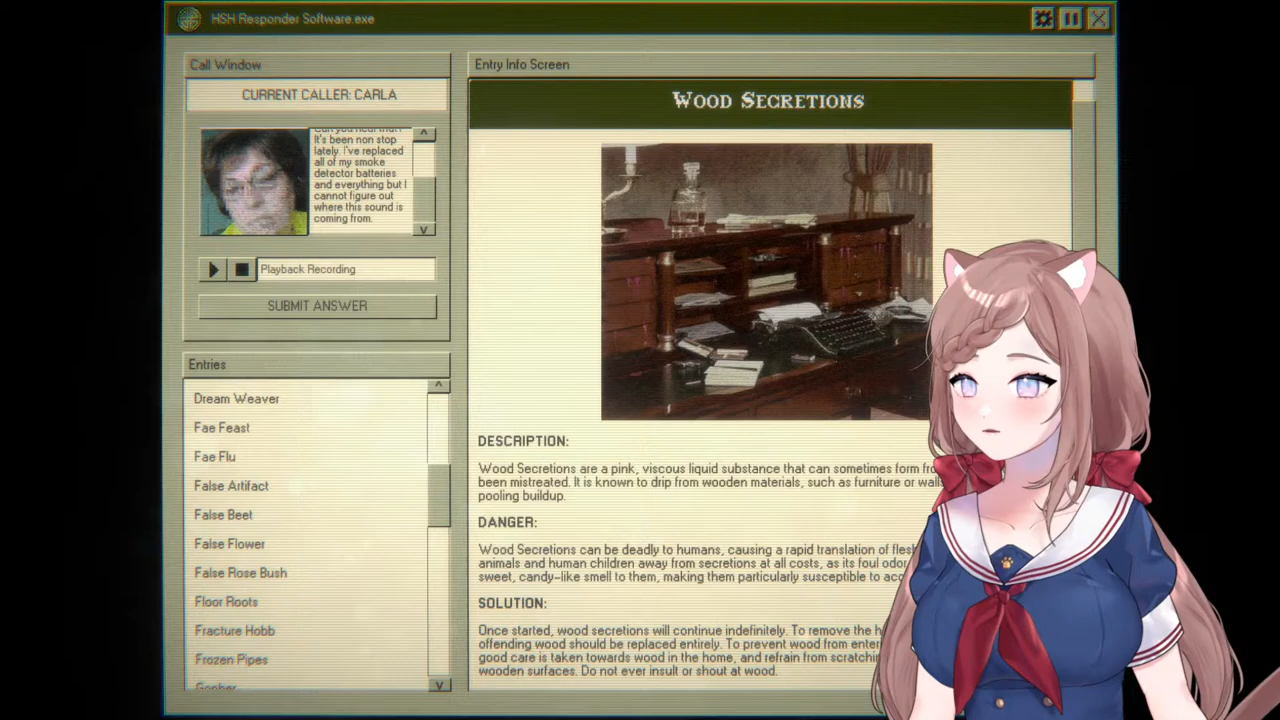 HSH Responder Software.exe
Call Window
CURRENT CALLER: CARLA
Can you hear that?
It's been non stop
lately. I've replaced
all of my smoke
detector batteries
and everything but I
cannot figure out
where this sound is
coming from.
Playback Recording
SUBMIT ANSWER
Entries
Dream Weaver
Fae Feast
Fae Flu
False Artifact
False Beet
False Flower
False Rose Bush
Floor Roots
Fracture Hobb
Frozen Pipes
Entry Info Screen
WOOD SECRETIONS
DESCRIPTION:
Wood Secretions are a pink, viscous liquid substance that can sometimes form
been mistreated. It is known to drip from wooden materials, such as furniture or
pooling buildup.
DANGER:
Wood Secretions can be deadly to humans, causing a rapid translation of
animals and human children away from secretions at all costs, as its foul odor
sweet, candy-like smell to them, making them particularly susceptible to
SOLUTION:
Once started, wood secretions will continue indefinitely. To remove the
offending wood should be replaced entirely. To prevent wood from
good care is taken towards wood in the home, and refrain from
wooden surfaces. Do not ever insult or shout at wood.